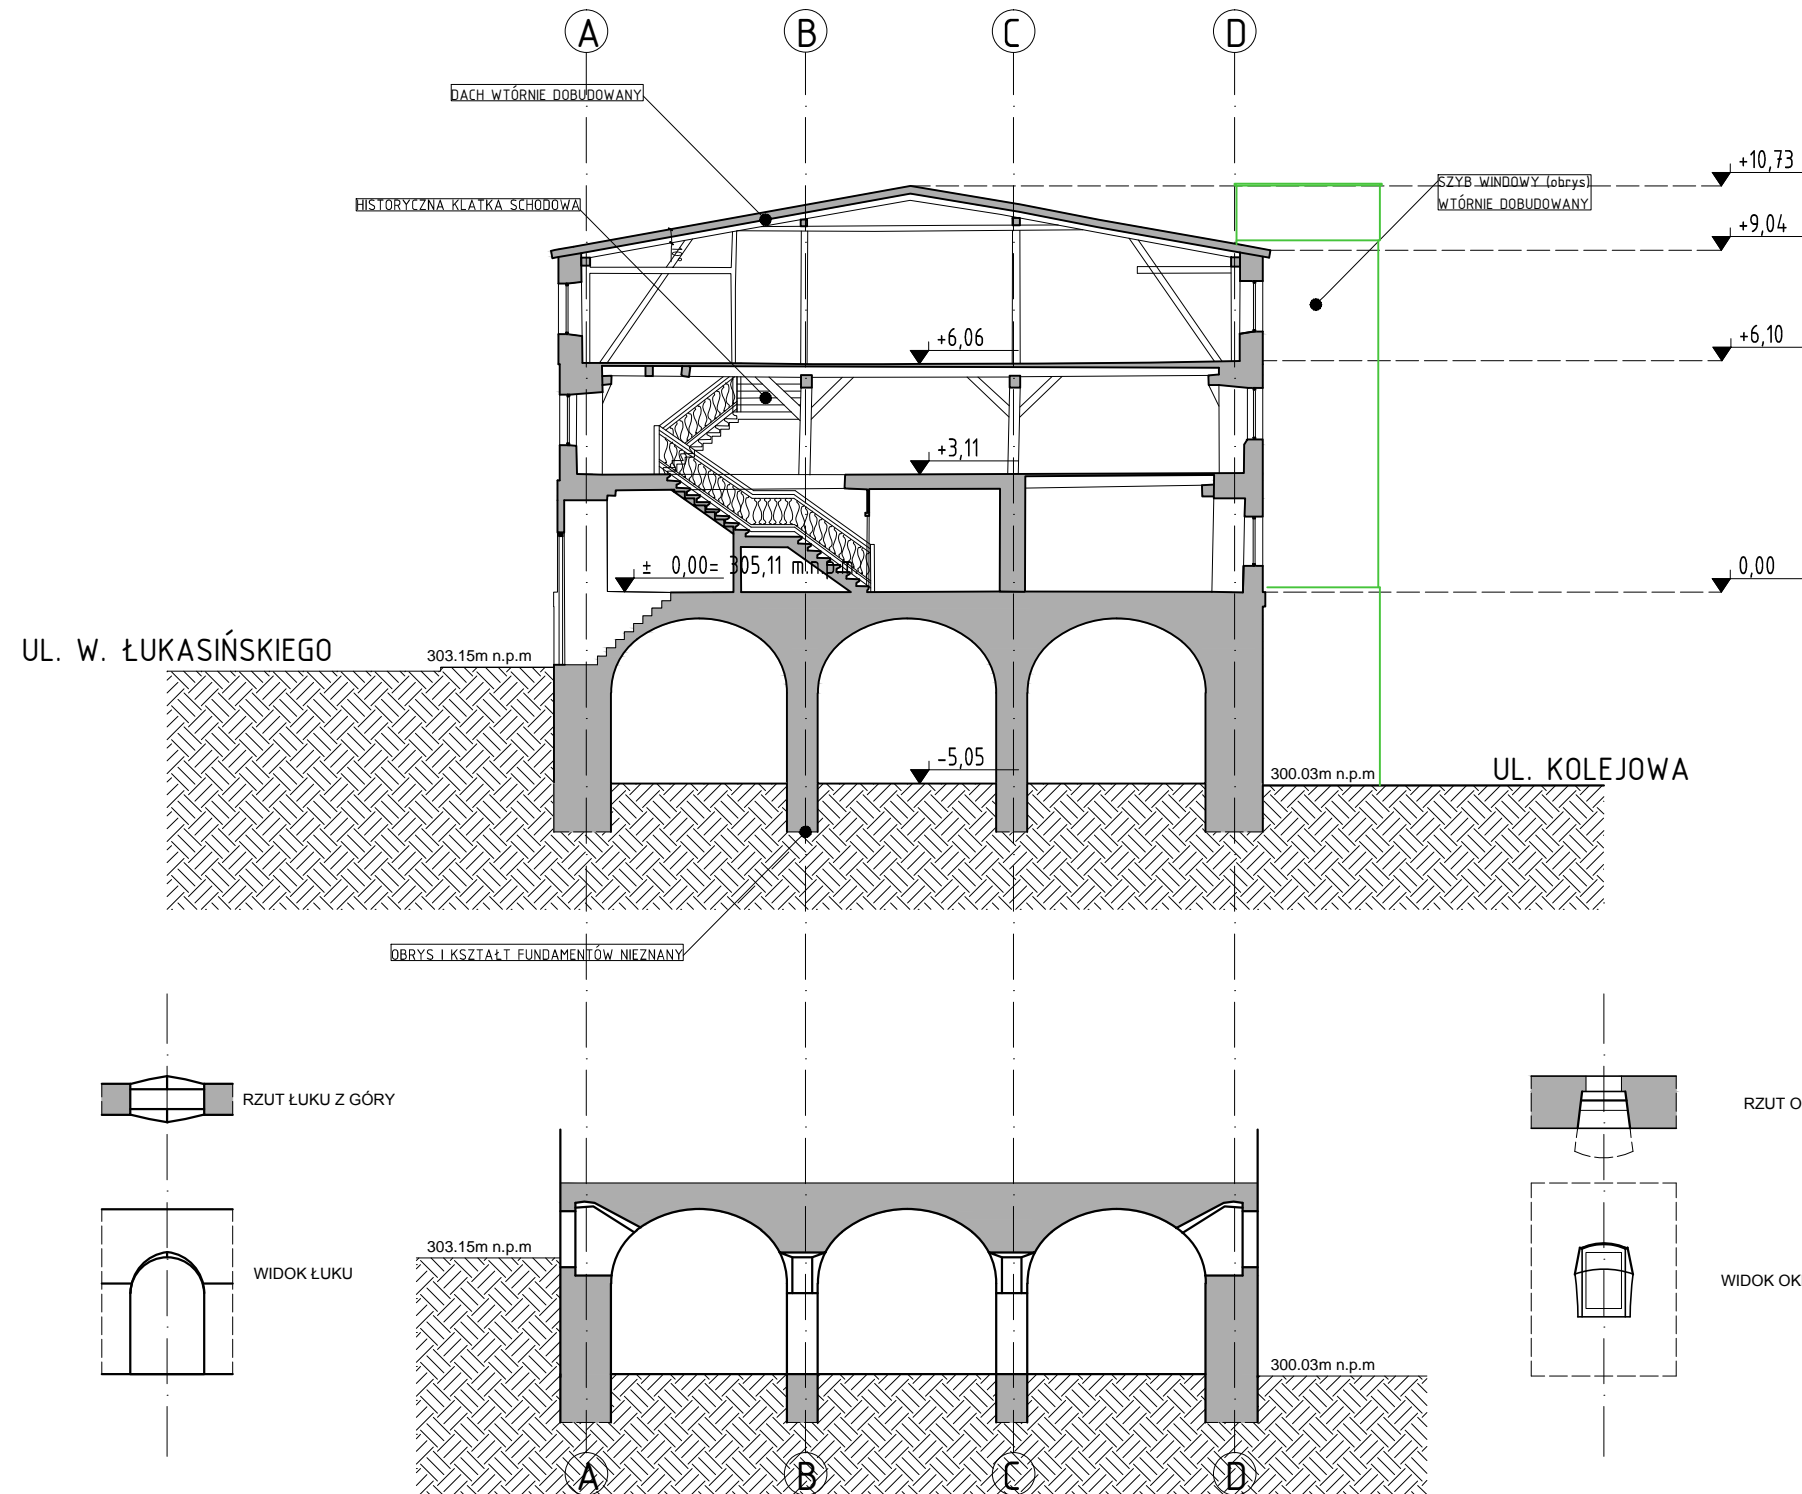 A
B
C
D
DACH WTÓRNIE DOBUDOWANY
+10,73
SZYB WINDOWY (obrys)
WTÓRNIE DOBUDOWANY
HISTORYCZNA KLATKA SCHODOWA
+9,04
+6,06
+6,10
+3,11
± 0,00= 305,11 m.n.p.m
0,00
UL. W. ŁUKASIŃSKIEGO
303.15m n.p.m
-5,05
300.03m n.p.m
UL. KOLEJOWA
OBRYS I KSZTAŁT FUNDAMENTÓW NIEZNANY
RZUT ŁUKU Z GÓRY
RZUT O
303.15m n.p.m
WIDOK ŁUKU
WIDOK OK
300.03m n.p.m
A
B
C
D